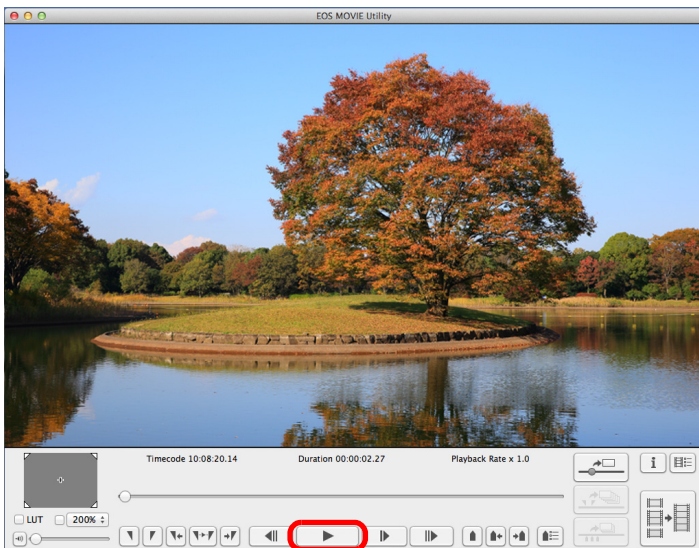 EOS MOVIE Utility
Timecode 10:08:20.14
Duration 00:00:02.27
Playback Rate x 1.0
LUT
200%
i